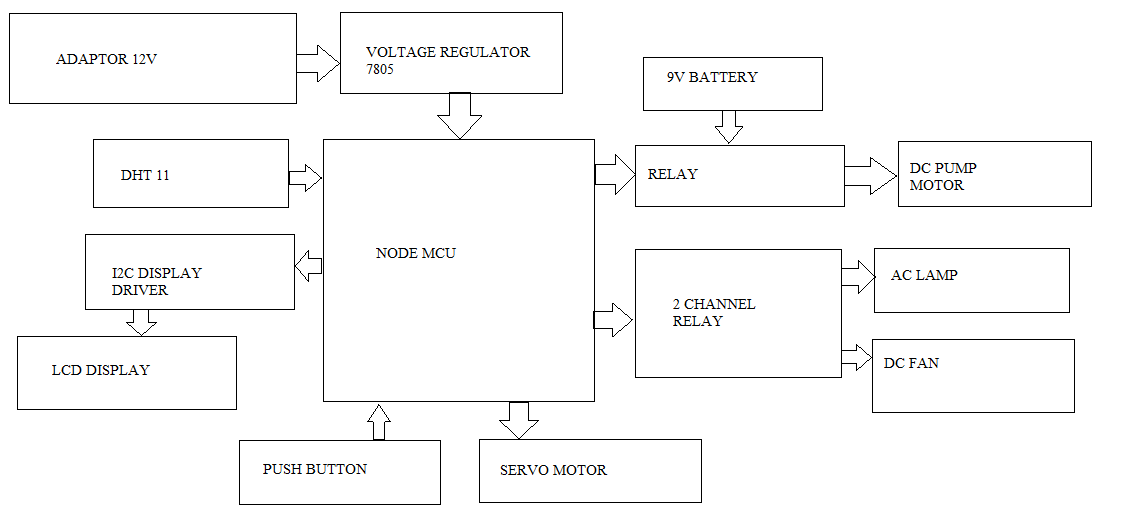 ADAPTOR 12V
VOLTAGE REGULATOR
7805
9V BATTERY
DHT 11
RELAY
DC PUMP
MOTOR
NODE MCU
I2C DISPLAY
DRIVER
2 CHANNEL
RELAY
AC LAMP
LCD DISPLAY
DC FAN
PUSH BUTTON
SERVO MOTOR